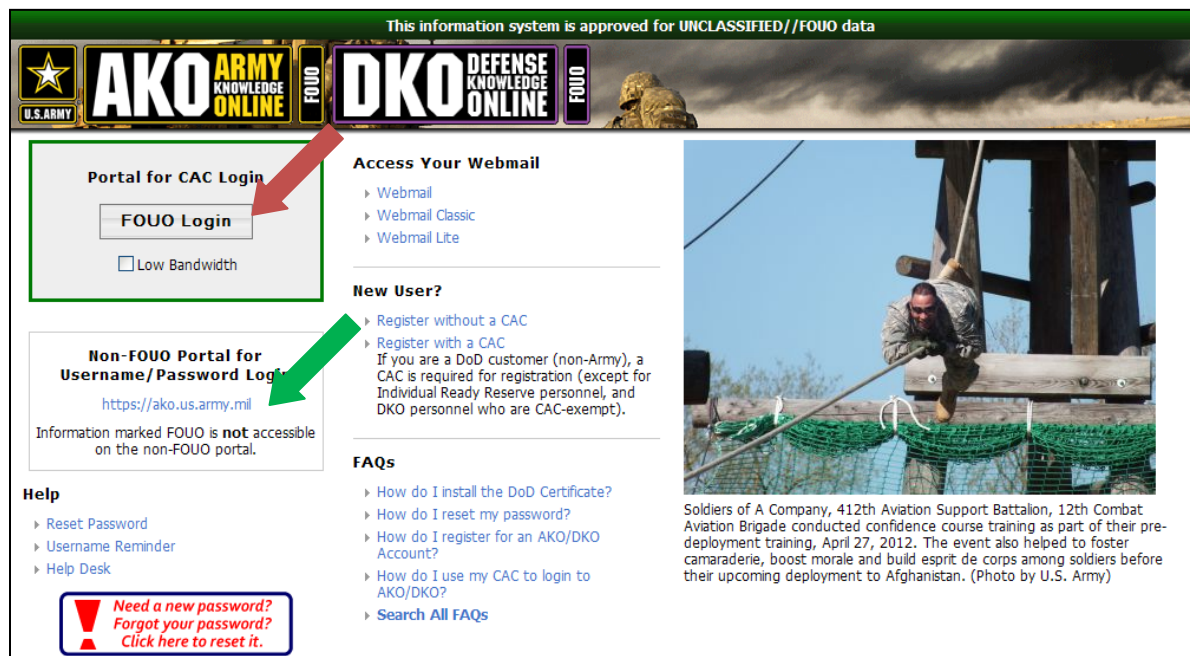 This information system is approved for UNCLASSIFIED//FOUO data
U.S.ARMY
AKO ARMY KNOWLEDGE ONLINE FOUO
DKO DEFENSE KNOWLEDGE ONLINE FOUO
Portal for CAC Login
FOUO Login
Low Bandwidth
Non-FOUO Portal for
Username/Password Login
https://ako.us.army.mil
Information marked FOUO is not accessible
on the non-FOUO portal.
Help
Reset Password
Username Reminder
Help Desk
! Need a new password?
Forgot your password?
Click here to reset it.
Access Your Webmail
Webmail
Webmail Classic
Webmail Lite
New User?
Register without a CAC
Register with a CAC
If you are a DoD customer (non-Army), a
CAC is required for registration (except for
Individual Ready Reserve personnel, and
DKO personnel who are CAC-exempt).
FAQs
How do I install the DoD Certificate?
How do I reset my password?
How do I register for an AKO/DKO
Account?
How do I use my CAC to login to
AKO/DKO?
Search All FAQs
Soldiers of A Company, 412th Aviation Support Battalion, 12th Combat
Aviation Brigade conducted confidence course training as part of their pre-
deployment training, April 27, 2012. The event also helped to foster
camaraderie, boost morale and build esprit de corps among soldiers before
their upcoming deployment to Afghanistan. (Photo by U.S. Army)